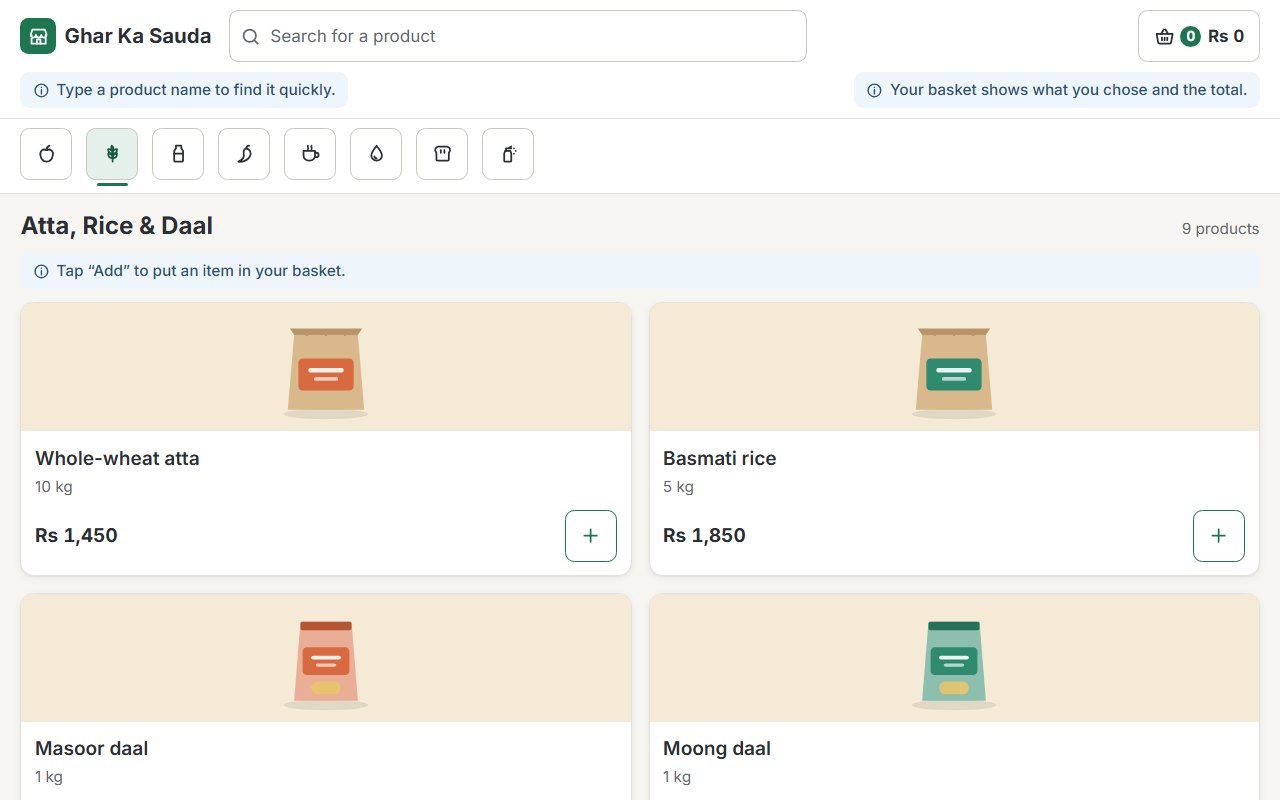 Ghar Ka Sauda
Search for a product
0 Rs 0
Type a product name to find it quickly.
Your basket shows what you chose and the total.
Atta, Rice & Daal
9 products
Tap “Add” to put an item in your basket.
Whole-wheat atta
10 kg
Rs 1,450
Basmati rice
5 kg
Rs 1,850
Masoor daal
1 kg
Moong daal
1 kg